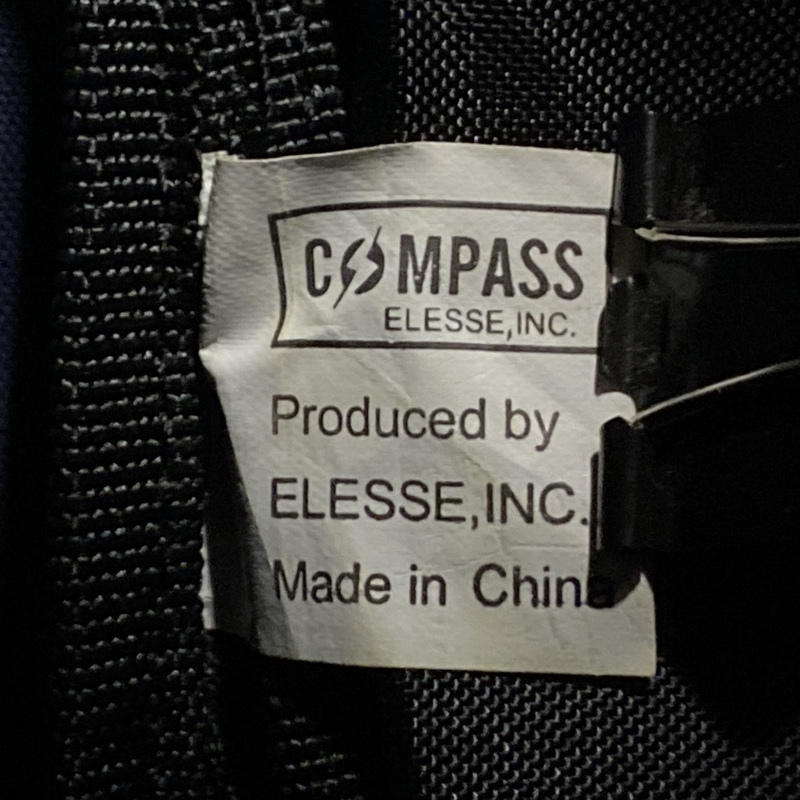 COMPASS
ELESSE,INC.
Produced by
ELESSE,INC.
Made in China